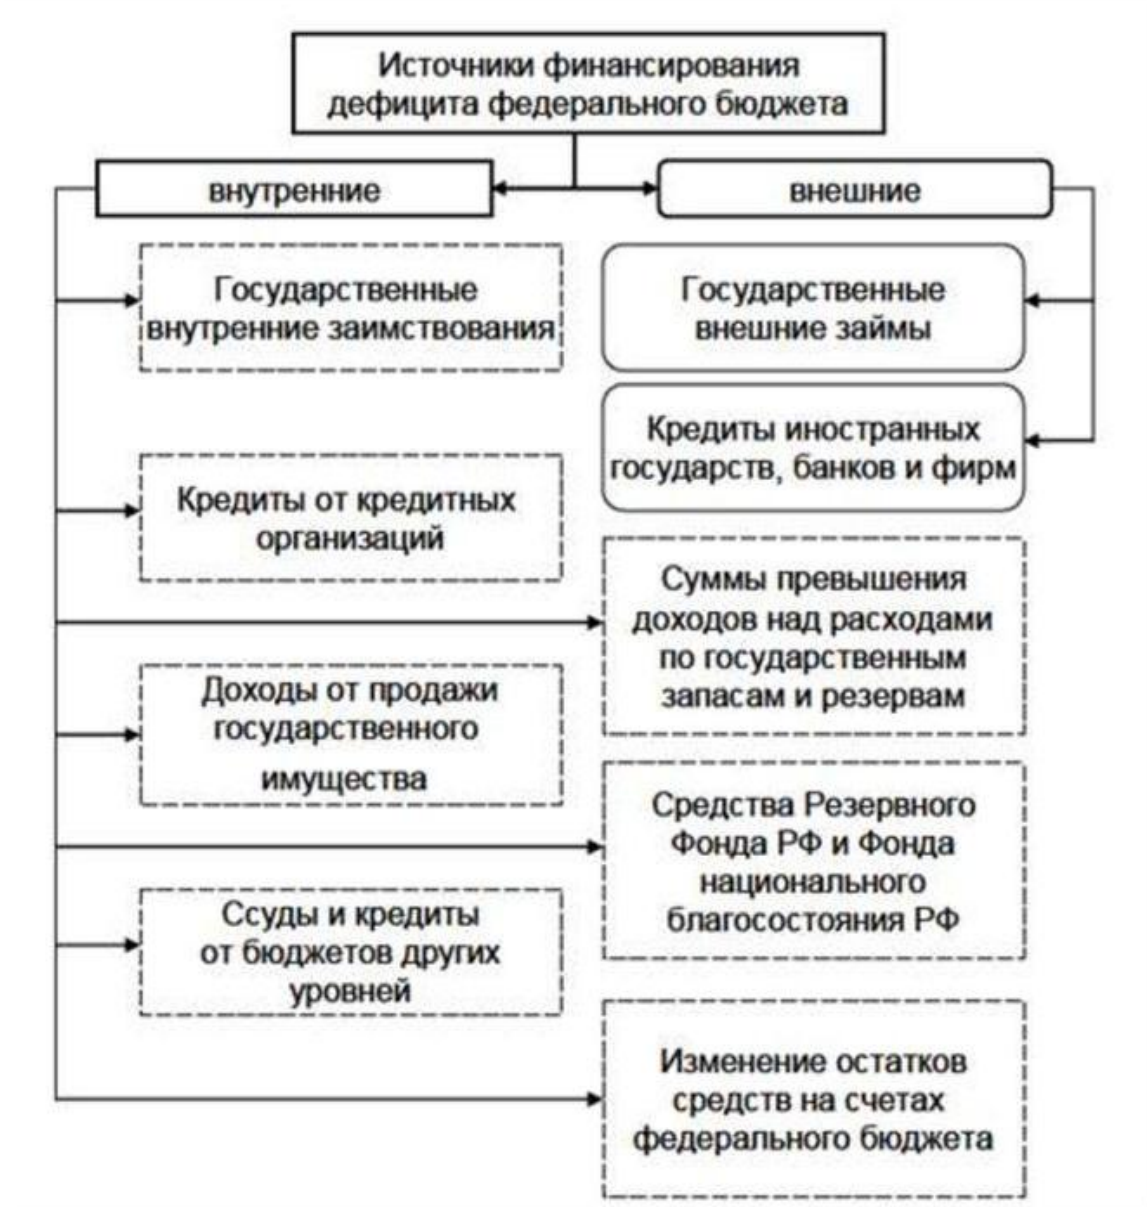 Источники финансирования
дефицита федерального бюджета
внутренние
внешние
Государственные
внутренние заимствования
Государственные
внешние займы
Кредиты иностранных
государств, банков и фирм
Кредиты от кредитных
организаций
Суммы превышения
доходов над расходами
по государственным
запасам и резервам
Доходы от продажи
государственного
имущества
Средства Резервного
Фонда РФ и Фонда
национального
благосостояния РФ
Ссуды и кредиты
от бюджетов других
уровней
Изменение остатков
средств на счетах
федерального бюджета